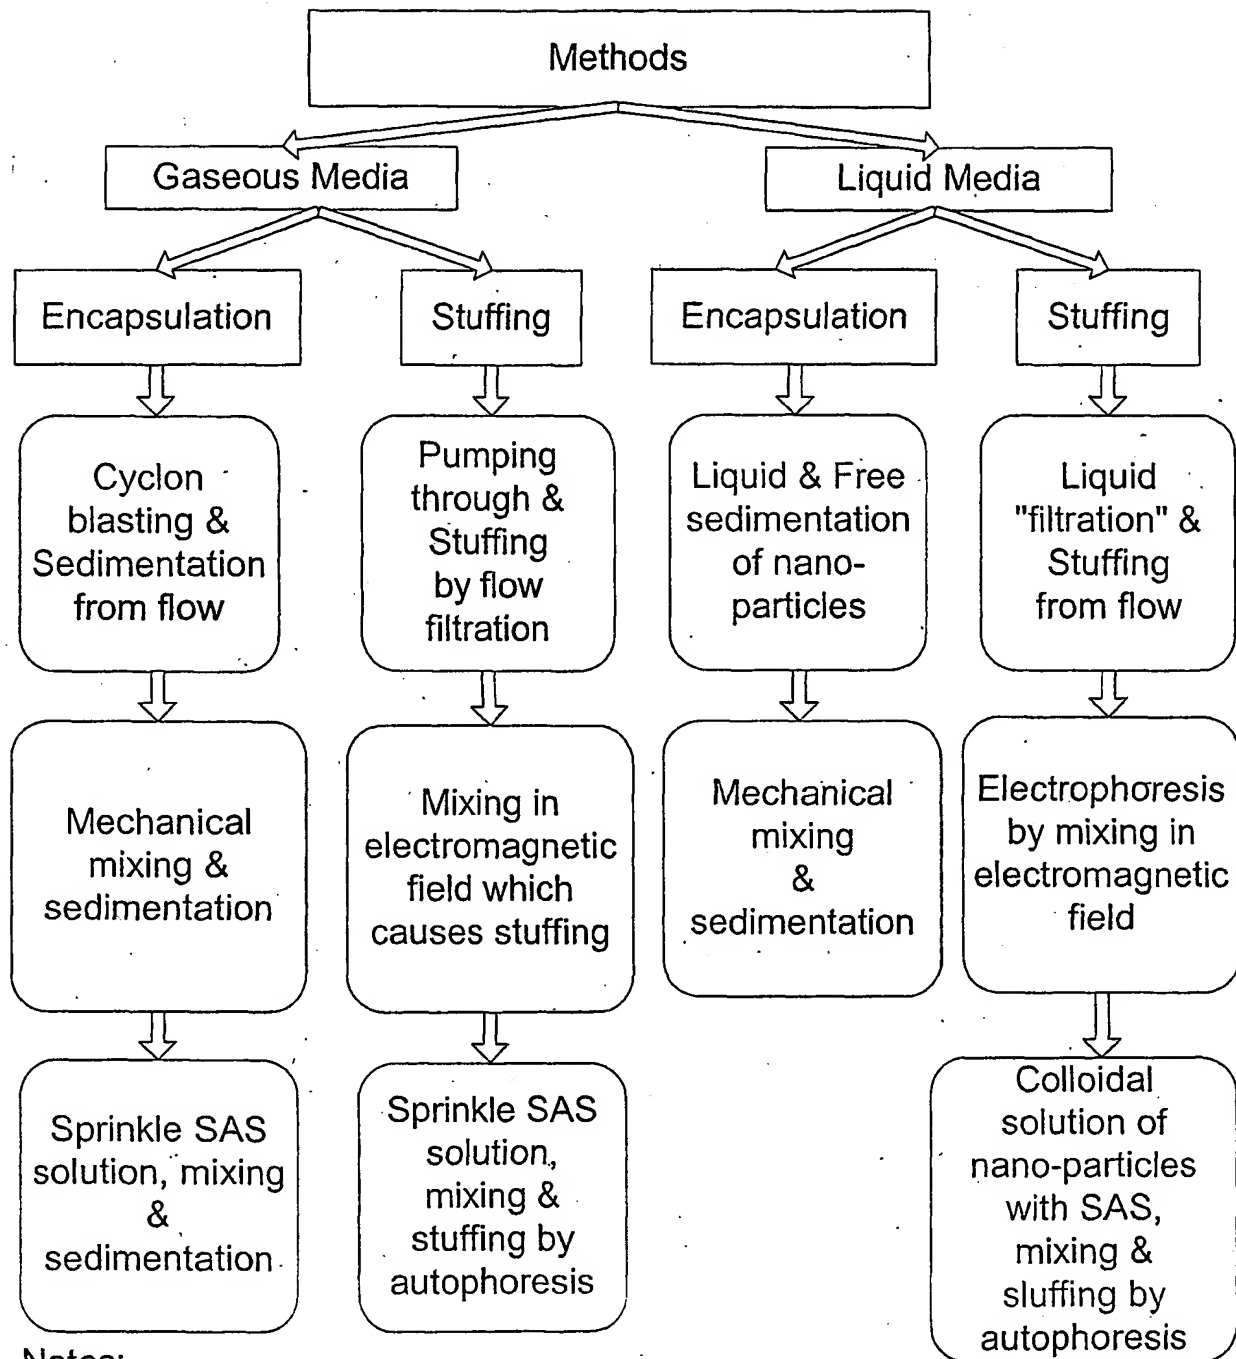 Methods
Gaseous Media
Liquid Media
Encapsulation
Stuffing
Encapsulation
Stuffing
Cyclon
blasting &
Sedimentation
from flow
Pumping
through &
Stuffing
by flow
filtration
Liquid & Free
sedimentation
of nano-
particles
Liquid
"filtration" &
Stuffing
from flow
Mechanical
mixing &
sedimentation
Mixing in
electromagnetic
field which
causes stuffing
Mechanical
mixing
&
sedimentation
Electrophoresis
by mixing in
electromagnetic
field
Sprinkle SAS
solution, mixing
&
sedimentation
Sprinkle SAS
solution,
mixing &
stuffing by
autophoresis
Colloidal
solution of
nano-particles
with SAS,
mixing &
sluffing by
autophoresis
Notes: